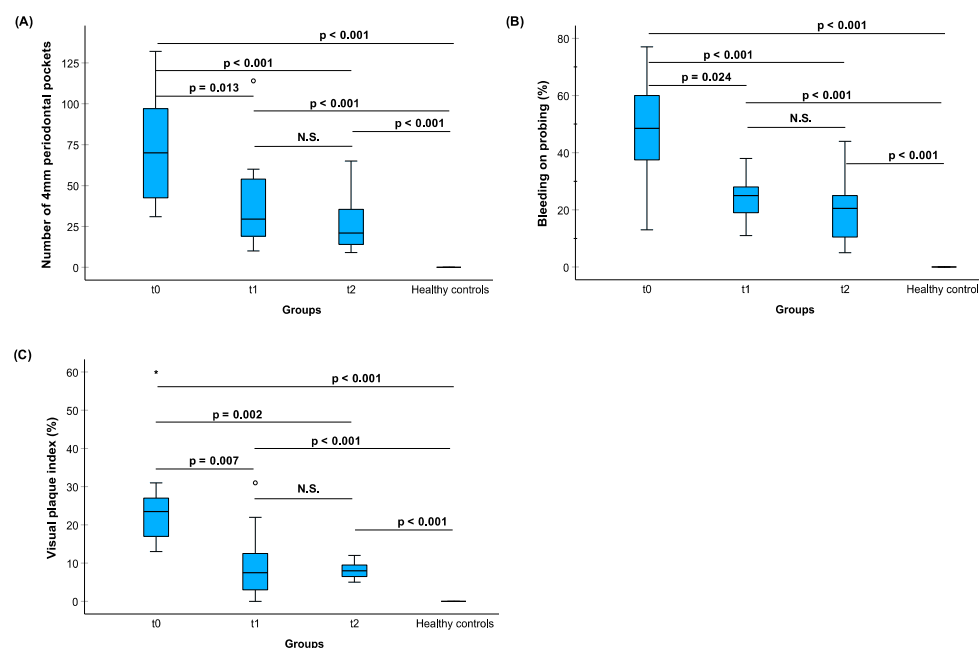 (A)
Number of 4mm periodontal pockets
125
100
75
50
25
0
p < 0.001
p < 0.001
p = 0.013
p < 0.001
p < 0.001
N.S.
t0
t1
t2
Healthy controls
Groups
(B)
Bleeding on probing (%)
80
60
40
20
0
p < 0.001
p < 0.001
p = 0.024
p < 0.001
N.S.
p < 0.001
t0
t1
t2
Healthy control
Groups
(C)
Visual plaque index (%)
60
50
40
30
20
10
0
*
p < 0.001
p = 0.002
p < 0.001
p = 0.007
N.S.
p < 0.001
t0
t1
t2
Healthy controls
Groups